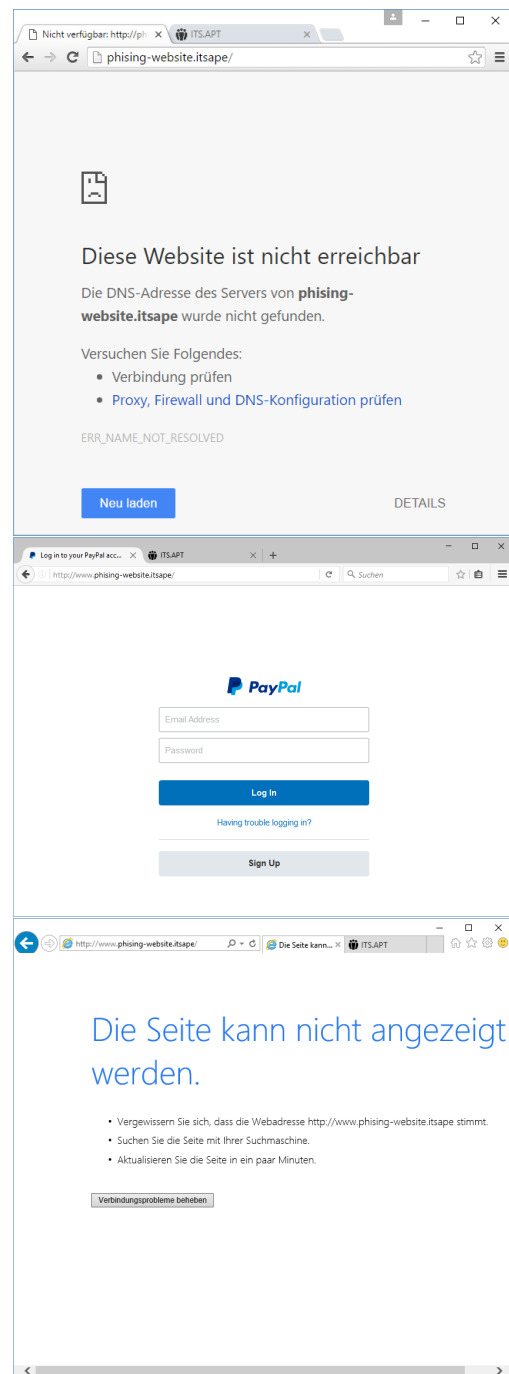 Nicht verfügbar: http://ph
ITS.APT
phising-website.itsape/
Diese Website ist nicht erreichbar
Die DNS-Adresse des Servers von phising-
website.itsape wurde nicht gefunden.
Versuchen Sie Folgendes:
• Verbindung prüfen
• Proxy, Firewall und DNS-Konfiguration prüfen
ERR_NAME_NOT_RESOLVED
Neu laden
DETAILS
Log in to your PayPal acc...
ITS.APT
http://www.phising-website.itsape/
Suchen
PayPal
Email Address
Password
Log In
Having trouble logging in?
Sign Up
http://www.phising-website.itsape/
Die Seite kann...
ITS.APT
Die Seite kann nicht angezeigt
werden.
• Vergewissern Sie sich, dass die Webadresse http://www.phising-website.itsape stimmt.
• Suchen Sie die Seite mit Ihrer Suchmaschine.
• Aktualisieren Sie die Seite in ein paar Minuten.
Verbindungsprobleme beheben